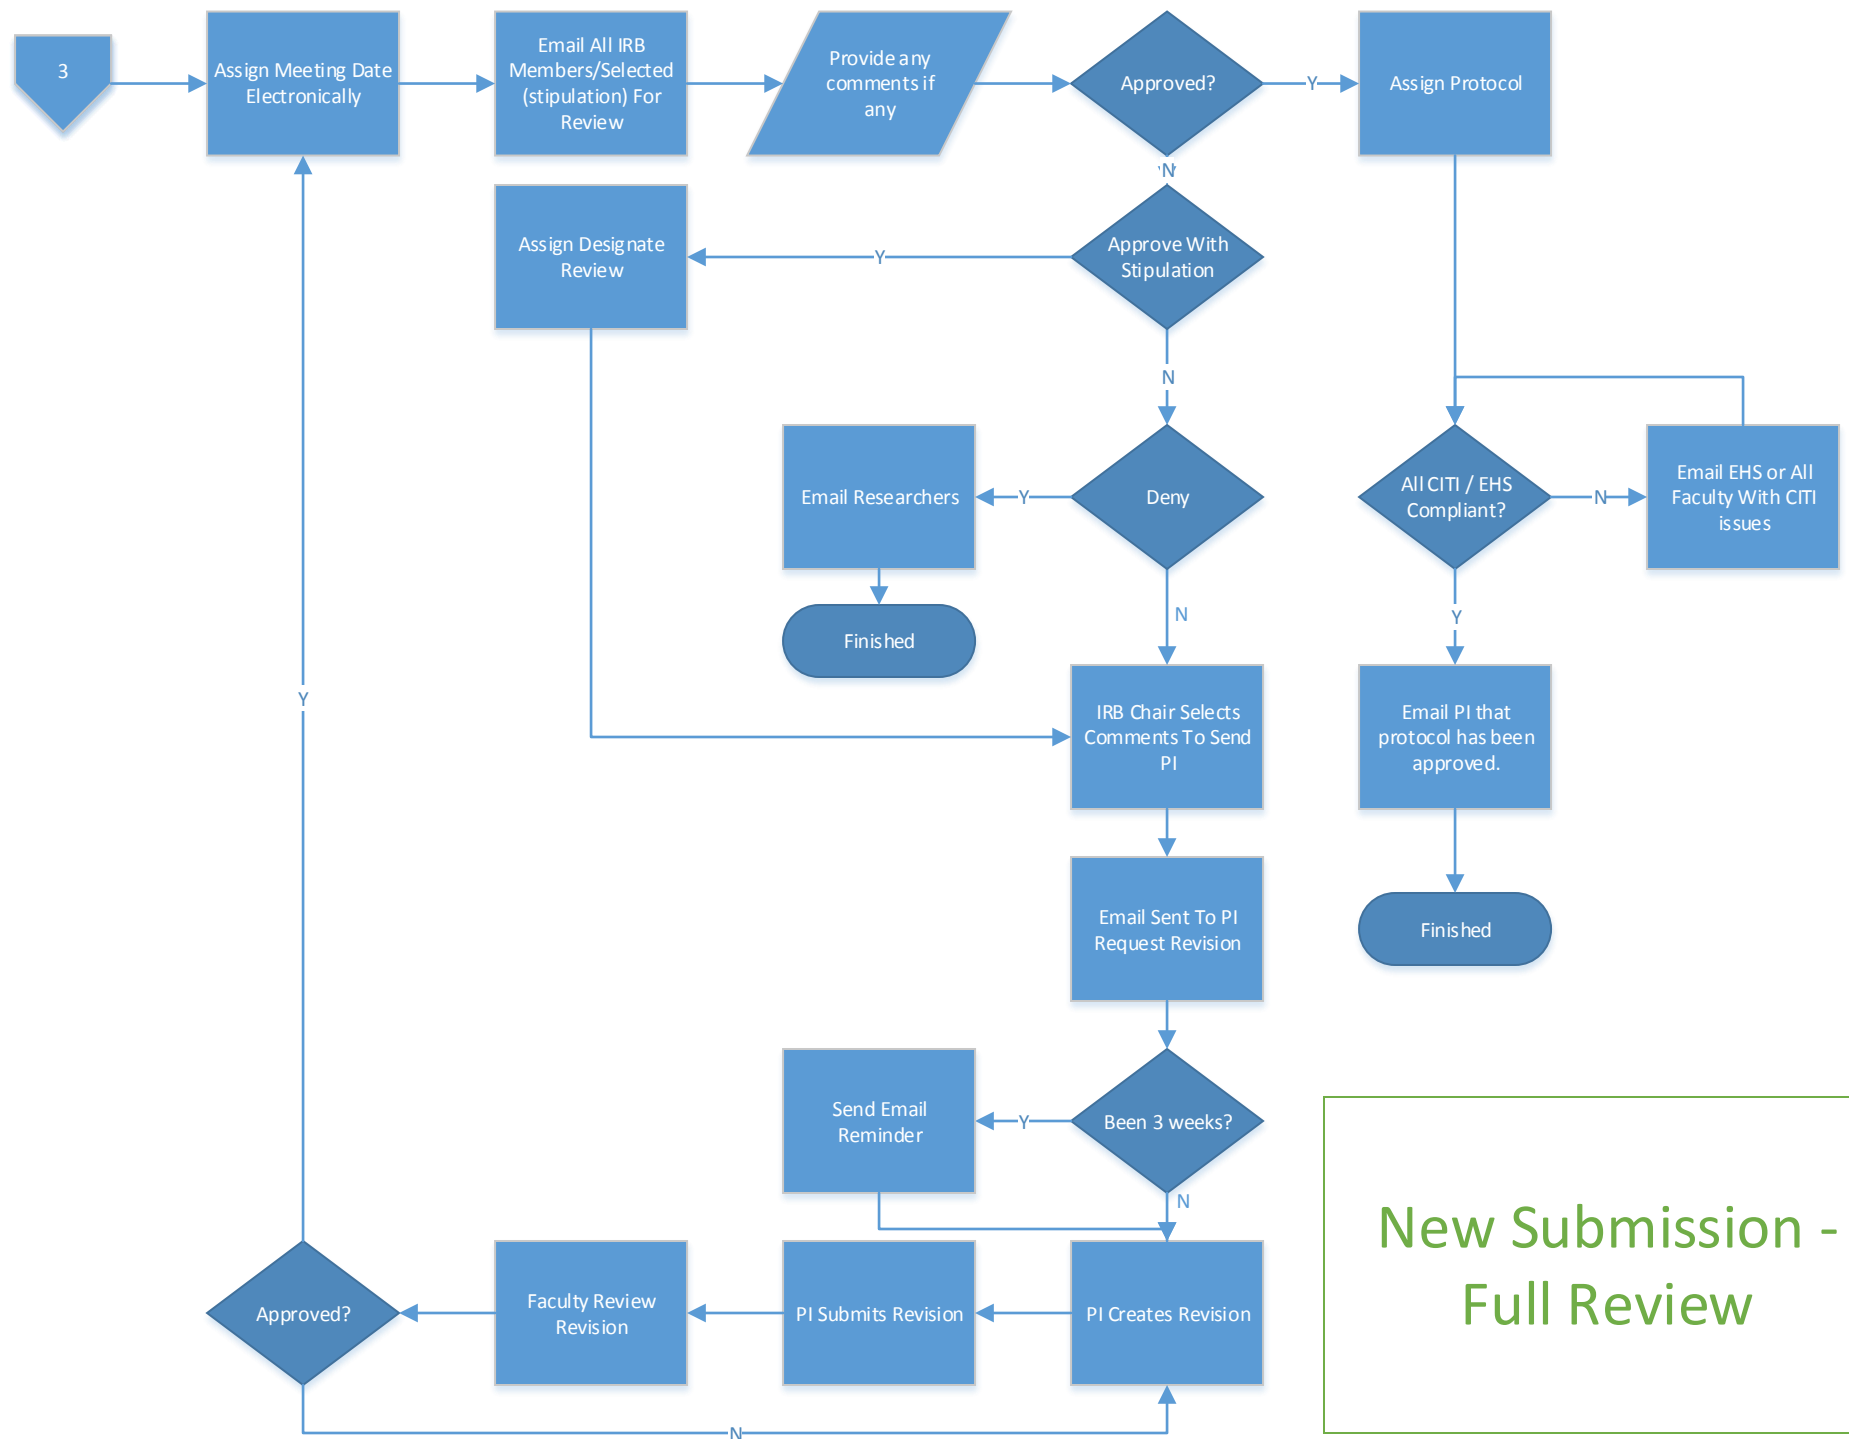 3
Assign Meeting Date
Electronically
Email All IRB
Members/Selected
(stipulation) For
Review
Provide any
comments if
any
Approved?
Y
Assign Protocol
N
Assign Designate
Review
Y
Approve With
Stipulation
N
Email Researchers
Y
Deny
All CITI / EHS
Compliant?
N
Email EHS or All
Faculty With CITI
issues
N
Y
Finished
Y
IRB Chair Selects
Comments To Send
PI
Email PI that
protocol has been
approved.
Email Sent To PI
Request Revision
Finished
Send Email
Reminder
Y
Been 3 weeks?
N
Approved?
Faculty Review
Revision
PI Submits Revision
PI Creates Revision
N
New Submission -
Full Review